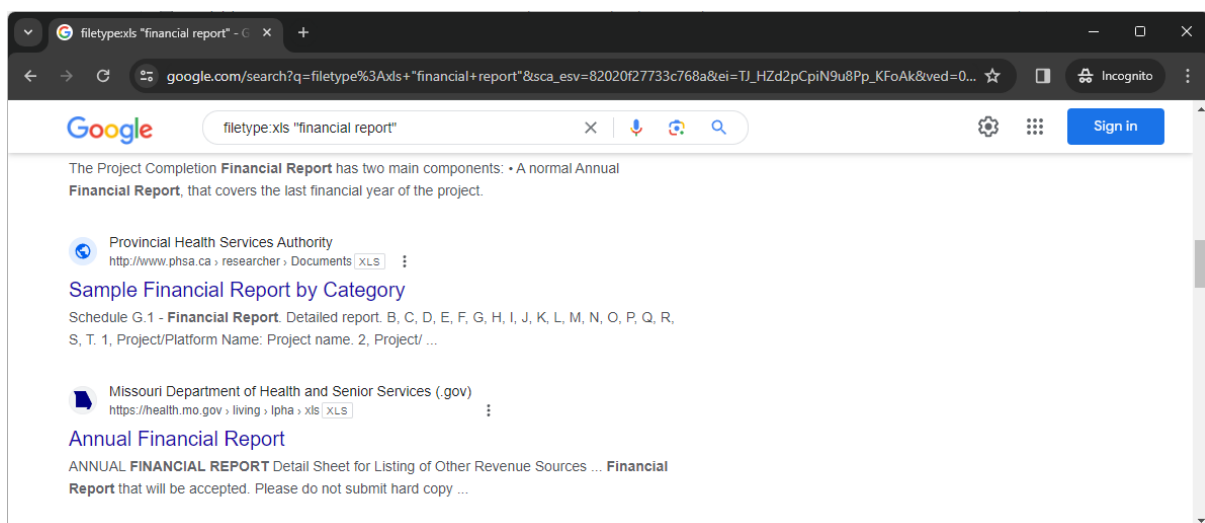 filetype:xls "financial report" - G
google.com/search?q=filetype%3Axls+"financial+report"&sca_esv=82020f27733c768a&ei=TJ_HZd2pCpiN9u8Pp_KFoAk&ved=0...
Incognito
Google
filetype:xls "financial report"
Sign in
The Project Completion Financial Report has two main components: • A normal Annual
Financial Report, that covers the last financial year of the project.
Provincial Health Services Authority
http://www.phsa.ca › researcher › Documents XLS
Sample Financial Report by Category
Schedule G.1 - Financial Report. Detailed report. B, C, D, E, F, G, H, I, J, K, L, M, N, O, P, Q, R,
S, T. 1, Project/Platform Name: Project name. 2, Project/ ...
Missouri Department of Health and Senior Services (.gov)
https://health.mo.gov › living › lpha › xls XLS
Annual Financial Report
ANNUAL FINANCIAL REPORT Detail Sheet for Listing of Other Revenue Sources ... Financial
Report that will be accepted. Please do not submit hard copy ...